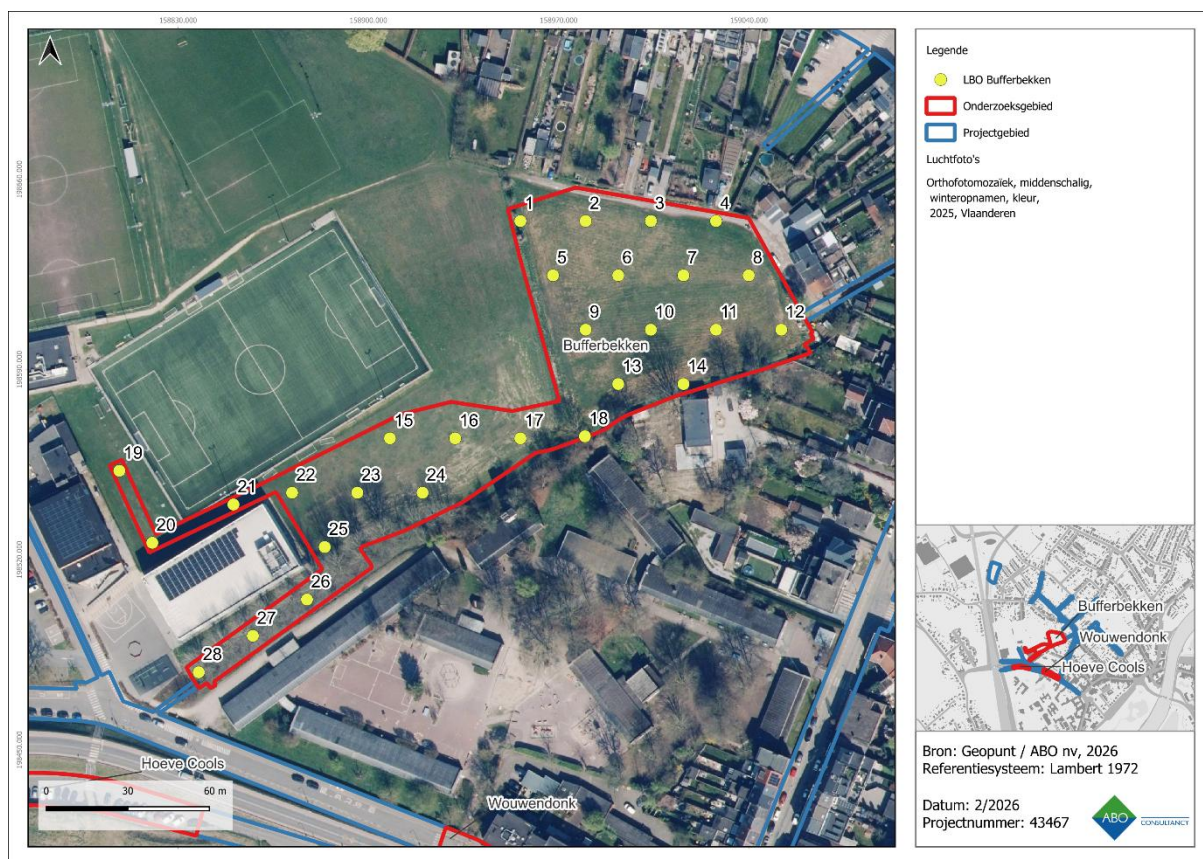 158830.000 158900.000 158970.000 159040.000
198660.000
198590.000
198520.000
198450.000
1 2 3 4
5 6 7 8
9 10 11 12
Bufferbekken
13 14
15 16 17 18
19
20 21 22 23 24
25
26
27
28
Hoeve Cools
0 30 60 m
Wouwendonk
Legende
LBO Bufferbekken
Onderzoeksgebied
Projectgebied
Luchtfoto's
Orthofotomozaïek, middenschalig,
winteropnamen, kleur,
2025, Vlaanderen
Bufferbekken
Wouwendonk
Hoeve Cools
Bron: Geopunt / ABO nv, 2026
Referentiesysteem: Lambert 1972
Datum: 2/2026
Projectnummer: 43467
ABO CONSULTANCY